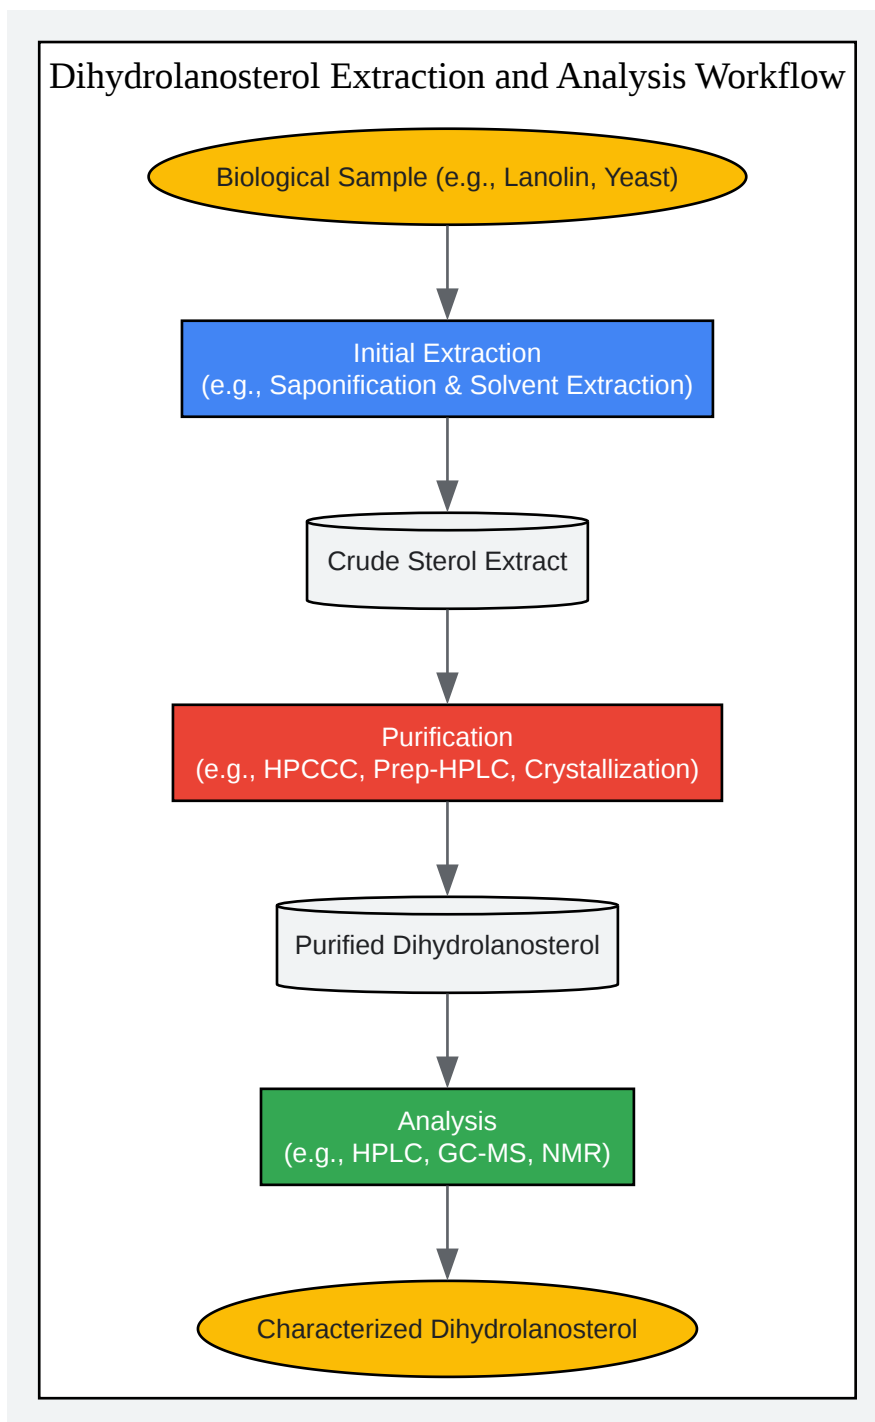 Dihydrolanosterol Extraction and Analysis Workflow
Biological Sample (e.g., Lanolin, Yeast)
Initial Extraction
(e.g., Saponification & Solvent Extraction)
Crude Sterol Extract
Purification
(e.g., HPCCC, Prep-HPLC, Crystallization)
Purified Dihydrolanosterol
Analysis
(e.g., HPLC, GC-MS, NMR)
Characterized Dihydrolanosterol